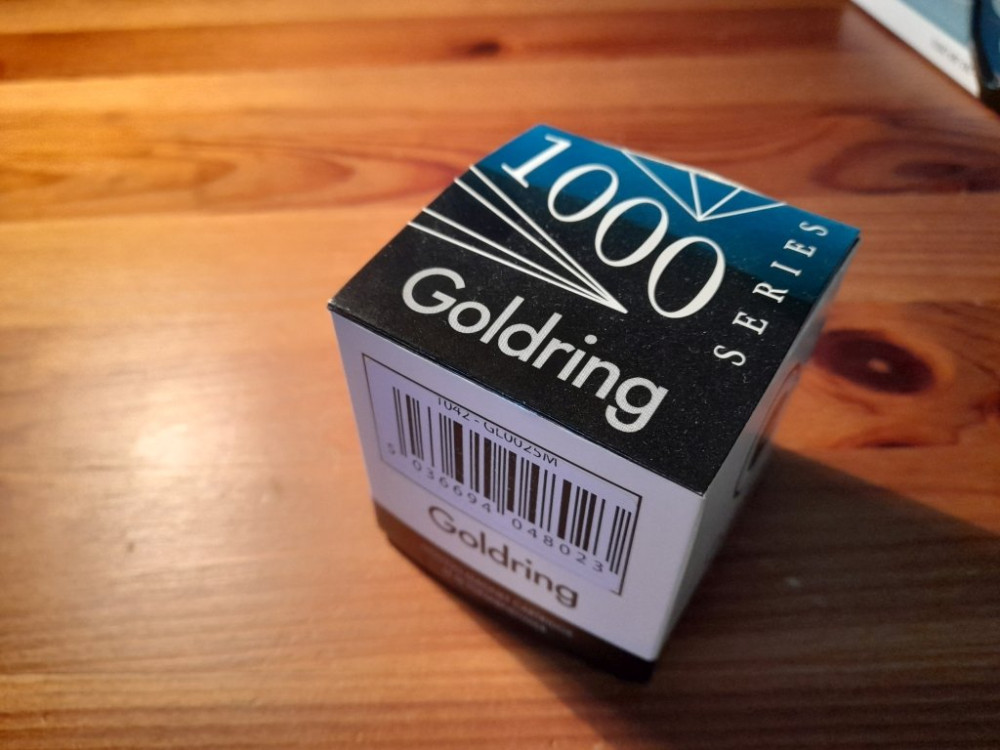 1000
SERIES
Goldring
1042 - GL0025M
5 036694 048023
Goldring